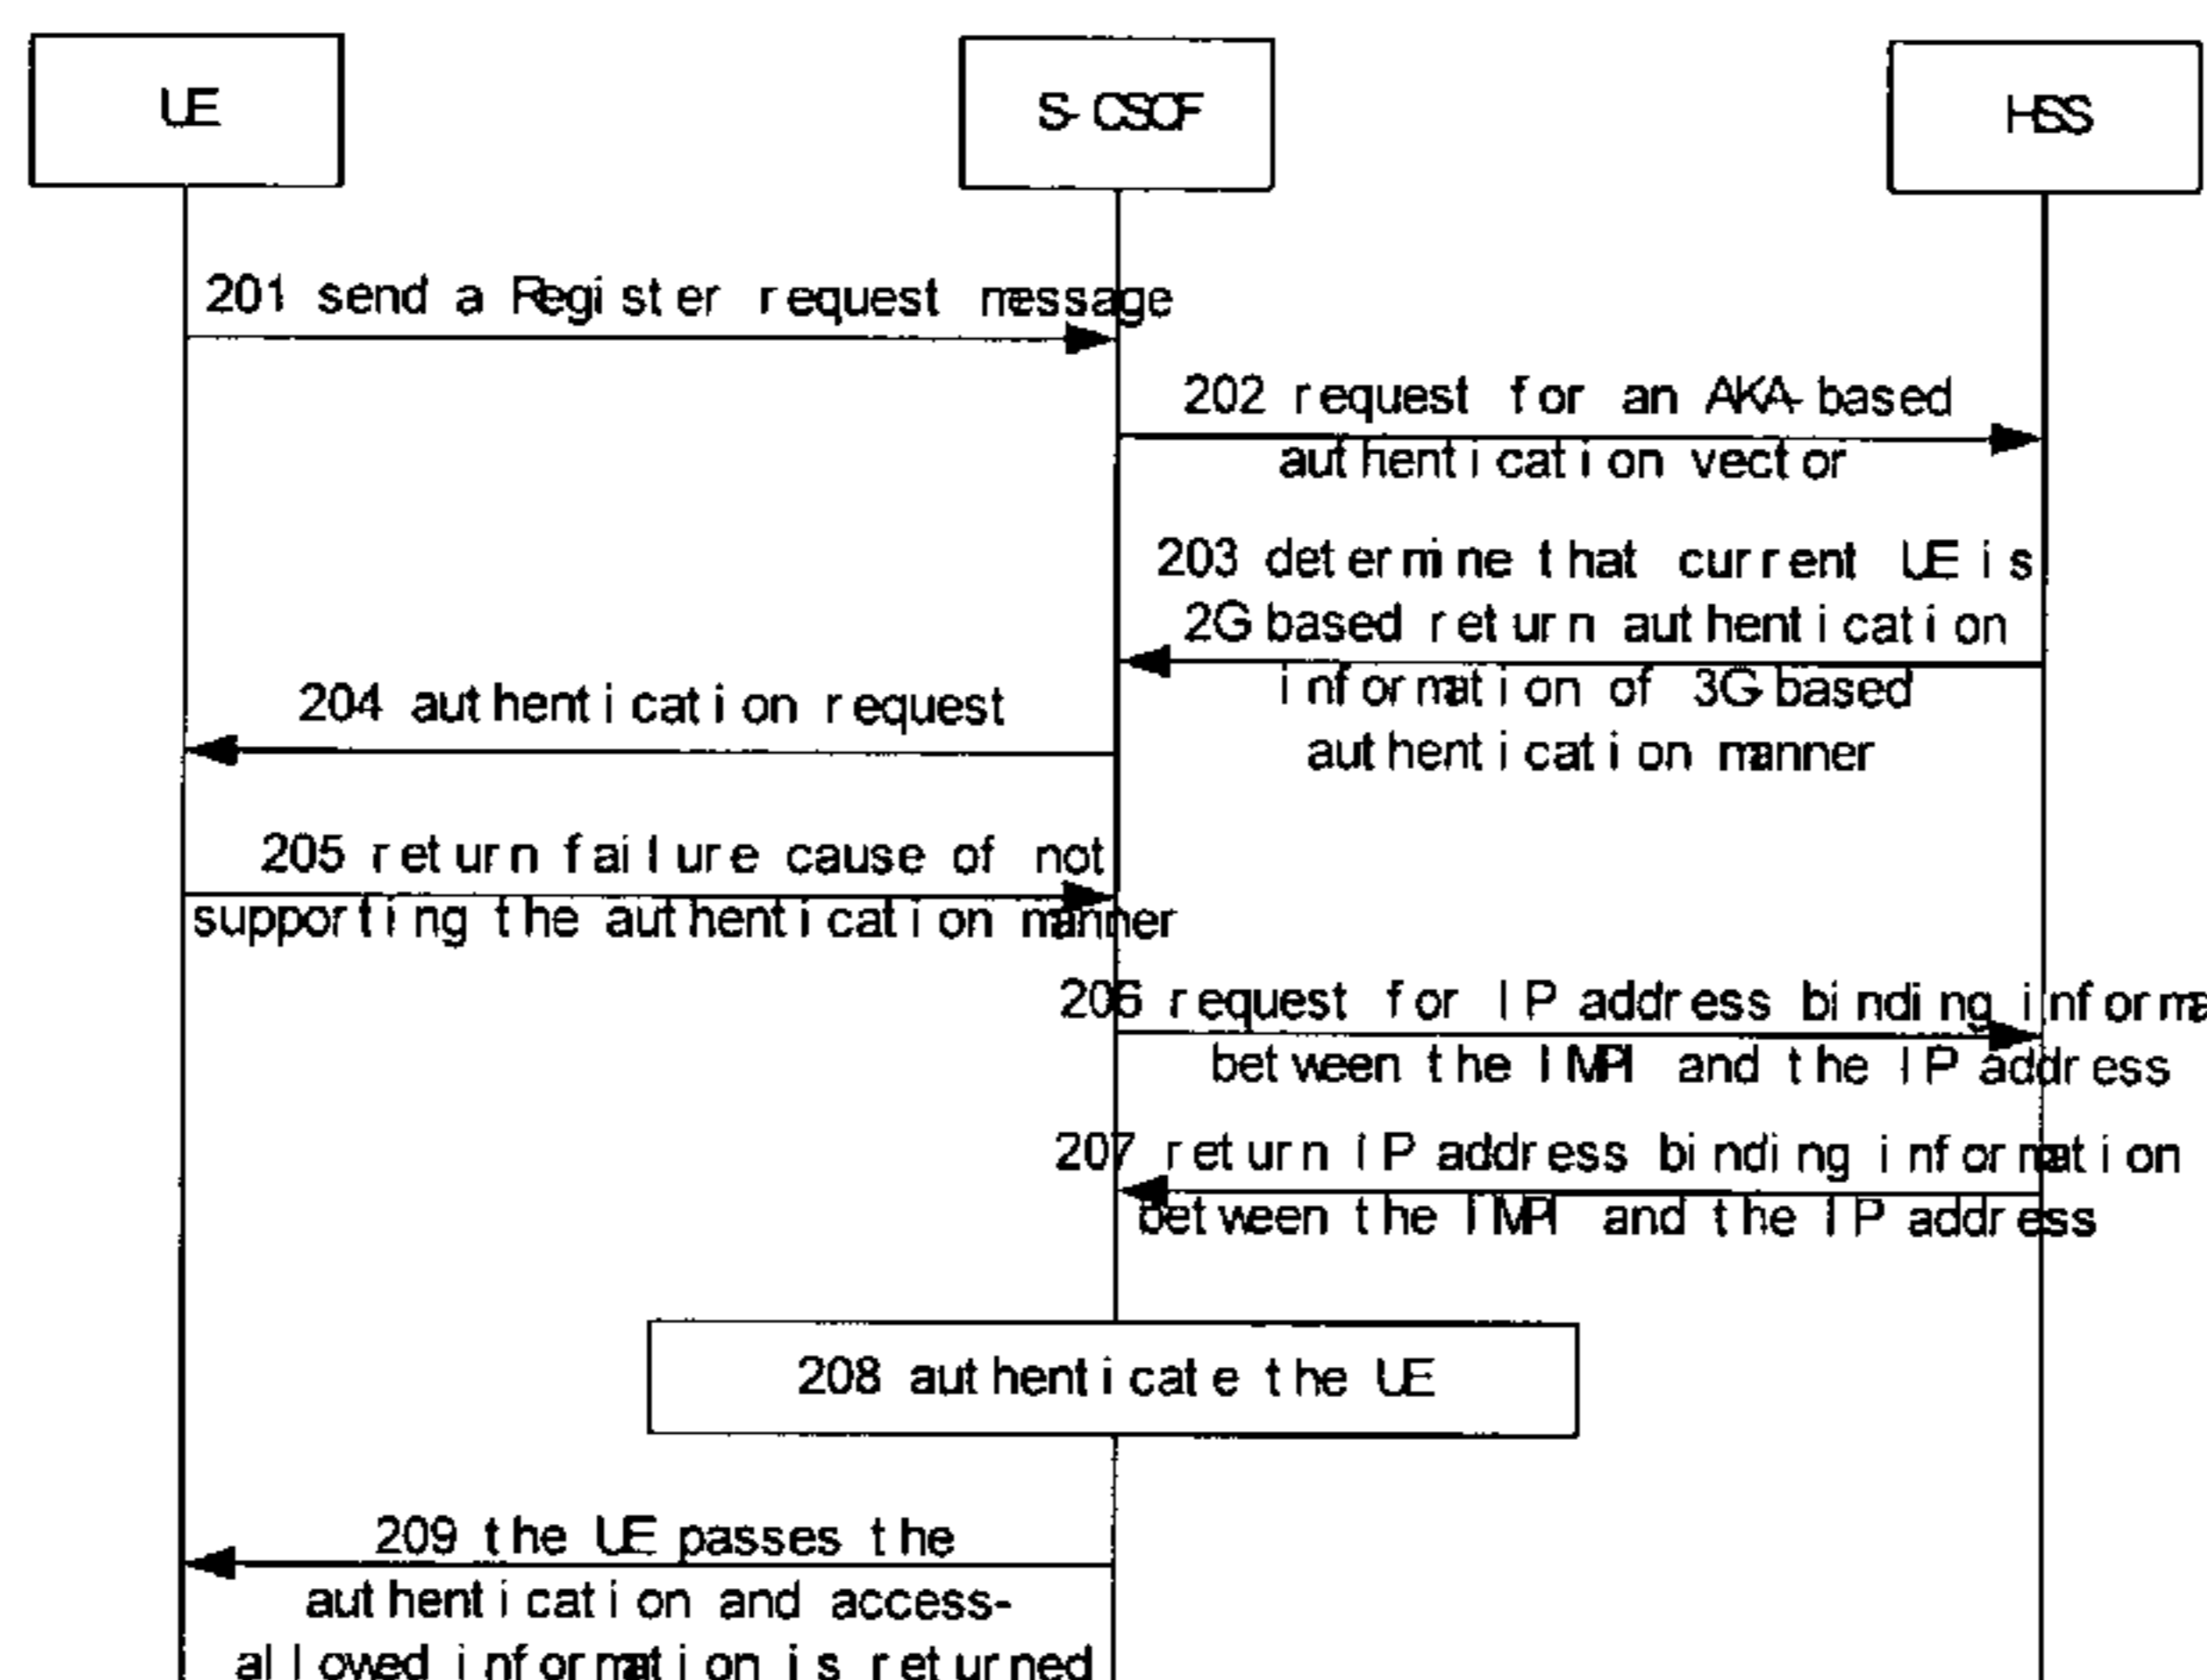 UE
S-CSCF
HSS
201 send a Register request message
202 request for an AKA-based
authentication vector
203 determine that current UE is
2G based return authentication
information of 3G-based
authentication manner
204 authentication request
205 return failure cause of not
supporting the authentication manner
206 request for IP address binding informa
between the IMPI and the IP address
207 return IP address binding information
between the IMPI and the IP address
208 authenticate the UE
209 the UE passes the
authentication and access-
allowed information is returned